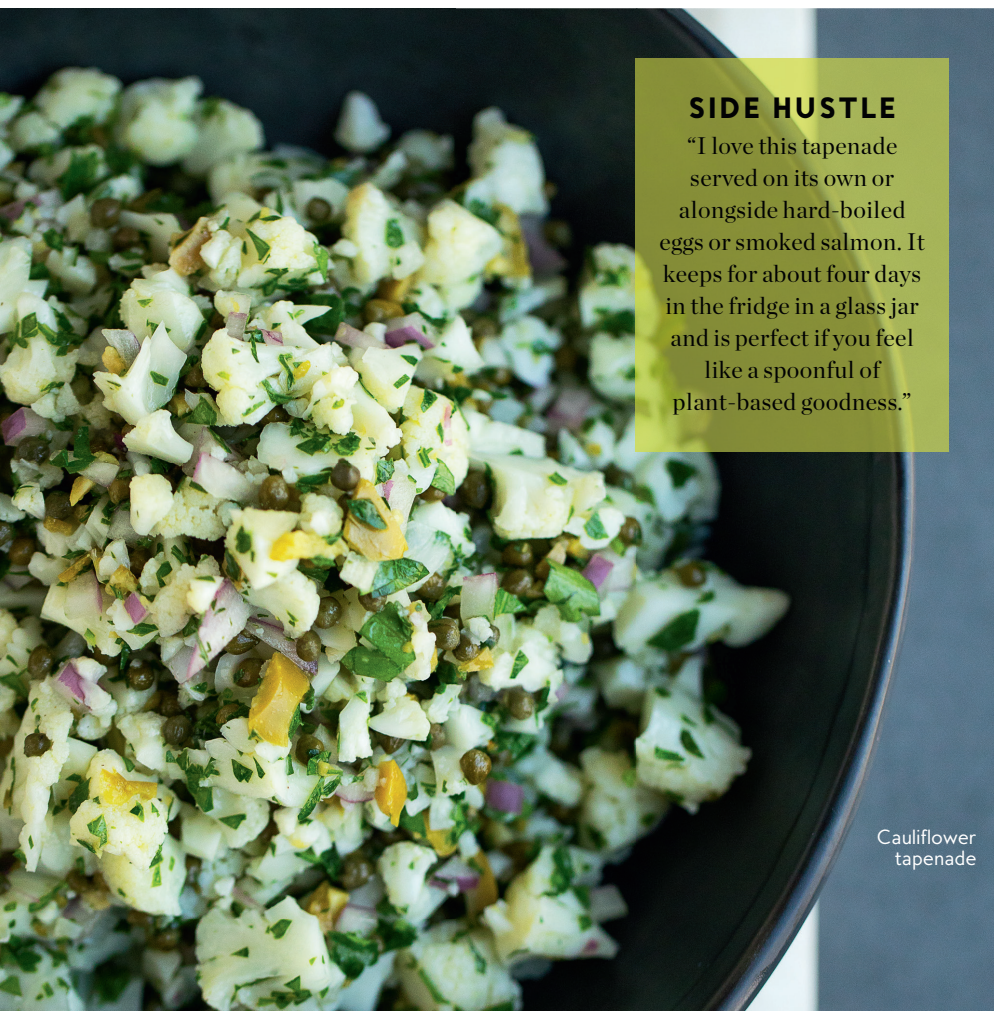 SIDE HUSTLE
“I love this tapenade
served on its own or
alongside hard-boiled
eggs or smoked salmon. It
keeps for about four days
in the fridge in a glass jar
and is perfect if you feel
like a spoonful of
plant-based goodness.”
Cauliflower
tapenade